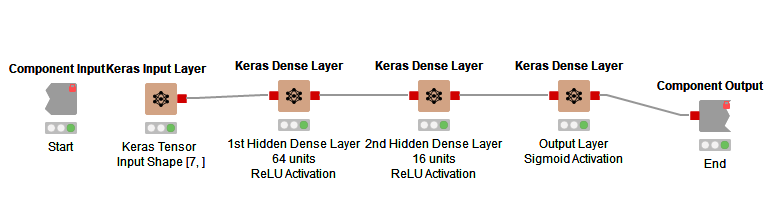 Component Input
Keras Input Layer
Keras Dense Layer
Keras Dense Layer
Keras Dense Layer
Component Output
Start
Keras Tensor
Input Shape [7, ]
1st Hidden Dense Layer
64 units
ReLU Activation
2nd Hidden Dense Layer
16 units
ReLU Activation
Output Layer
Sigmoid Activation
End